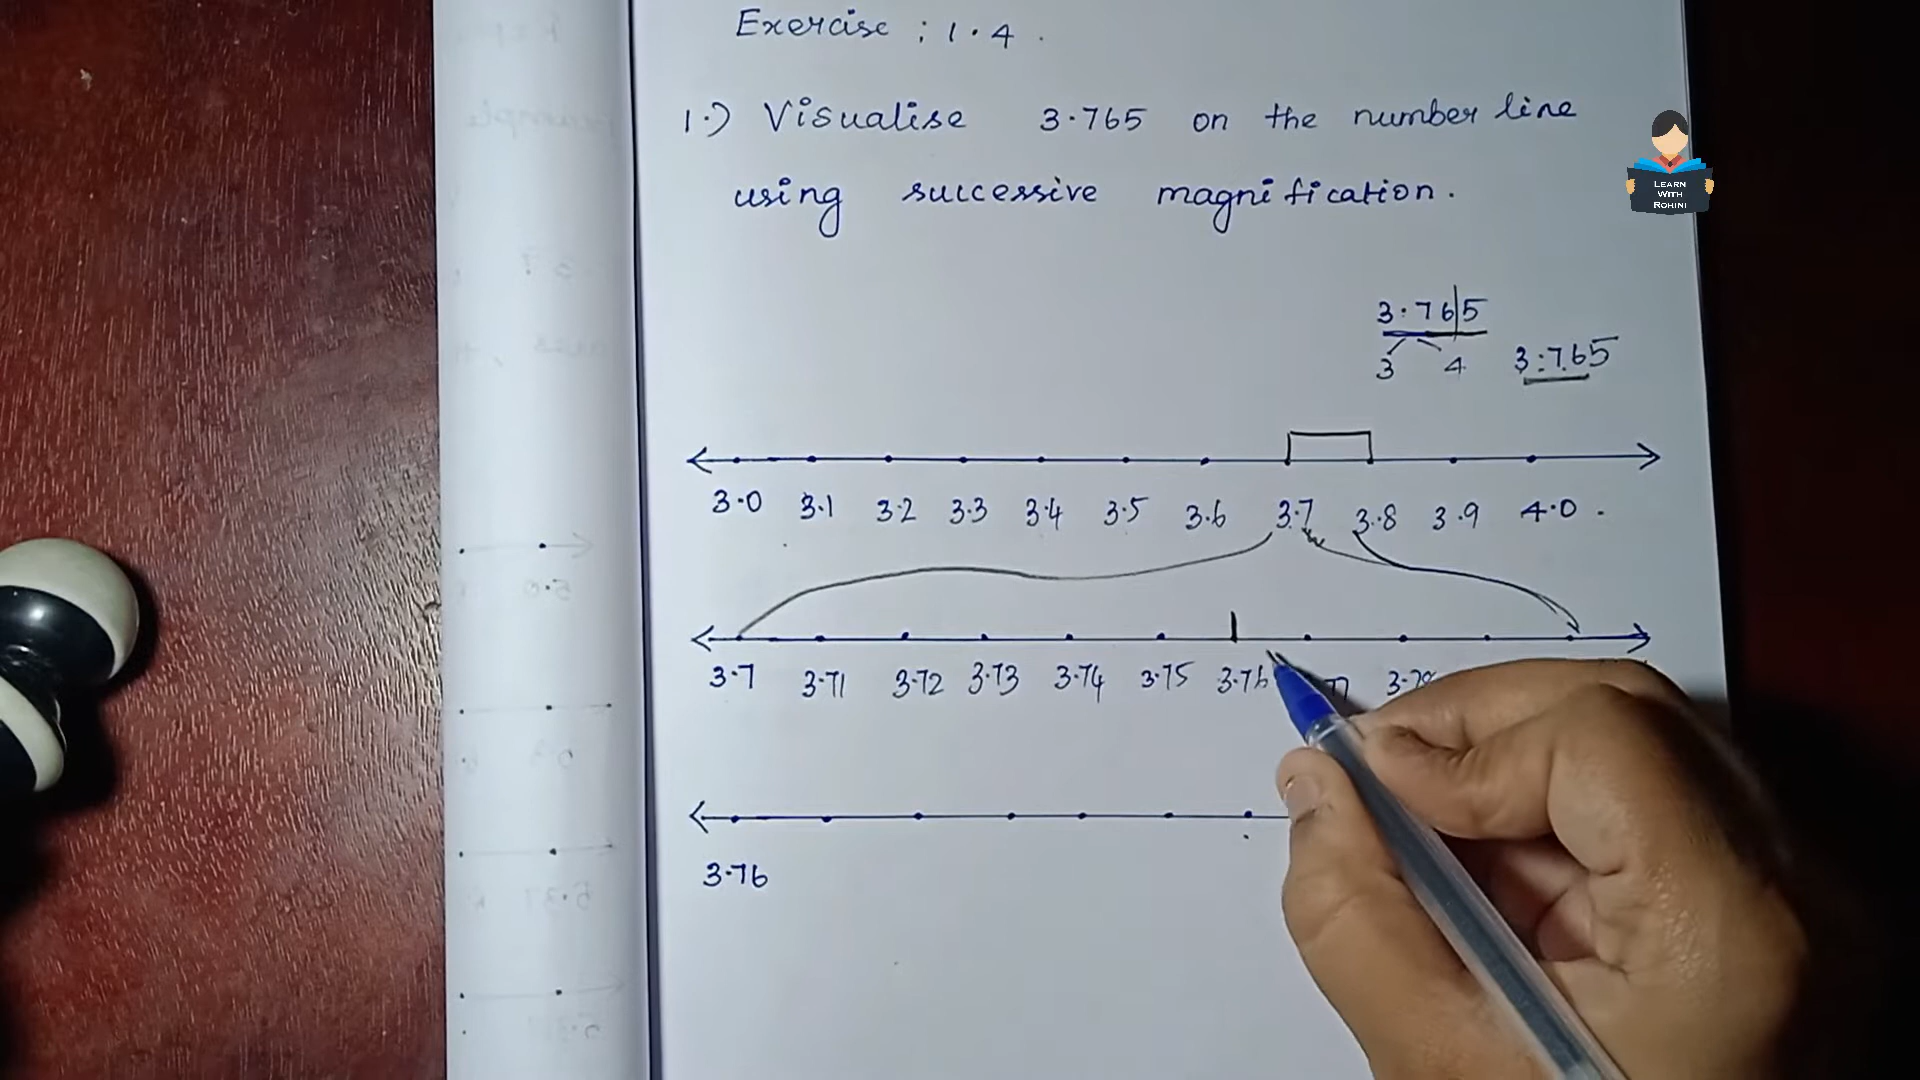 Exercise : 1.4.
1.) Visualise 3.765 on the number line
using successive magnification.
LEARN
WITH
ROHINI
3.765
3 4 3.765
3.0 3.1 3.2 3.3 3.4 3.5 3.6 3.7 3.8 3.9 4.0.
3.7 3.71 3.72 3.73 3.74 3.75 3.76
3.76